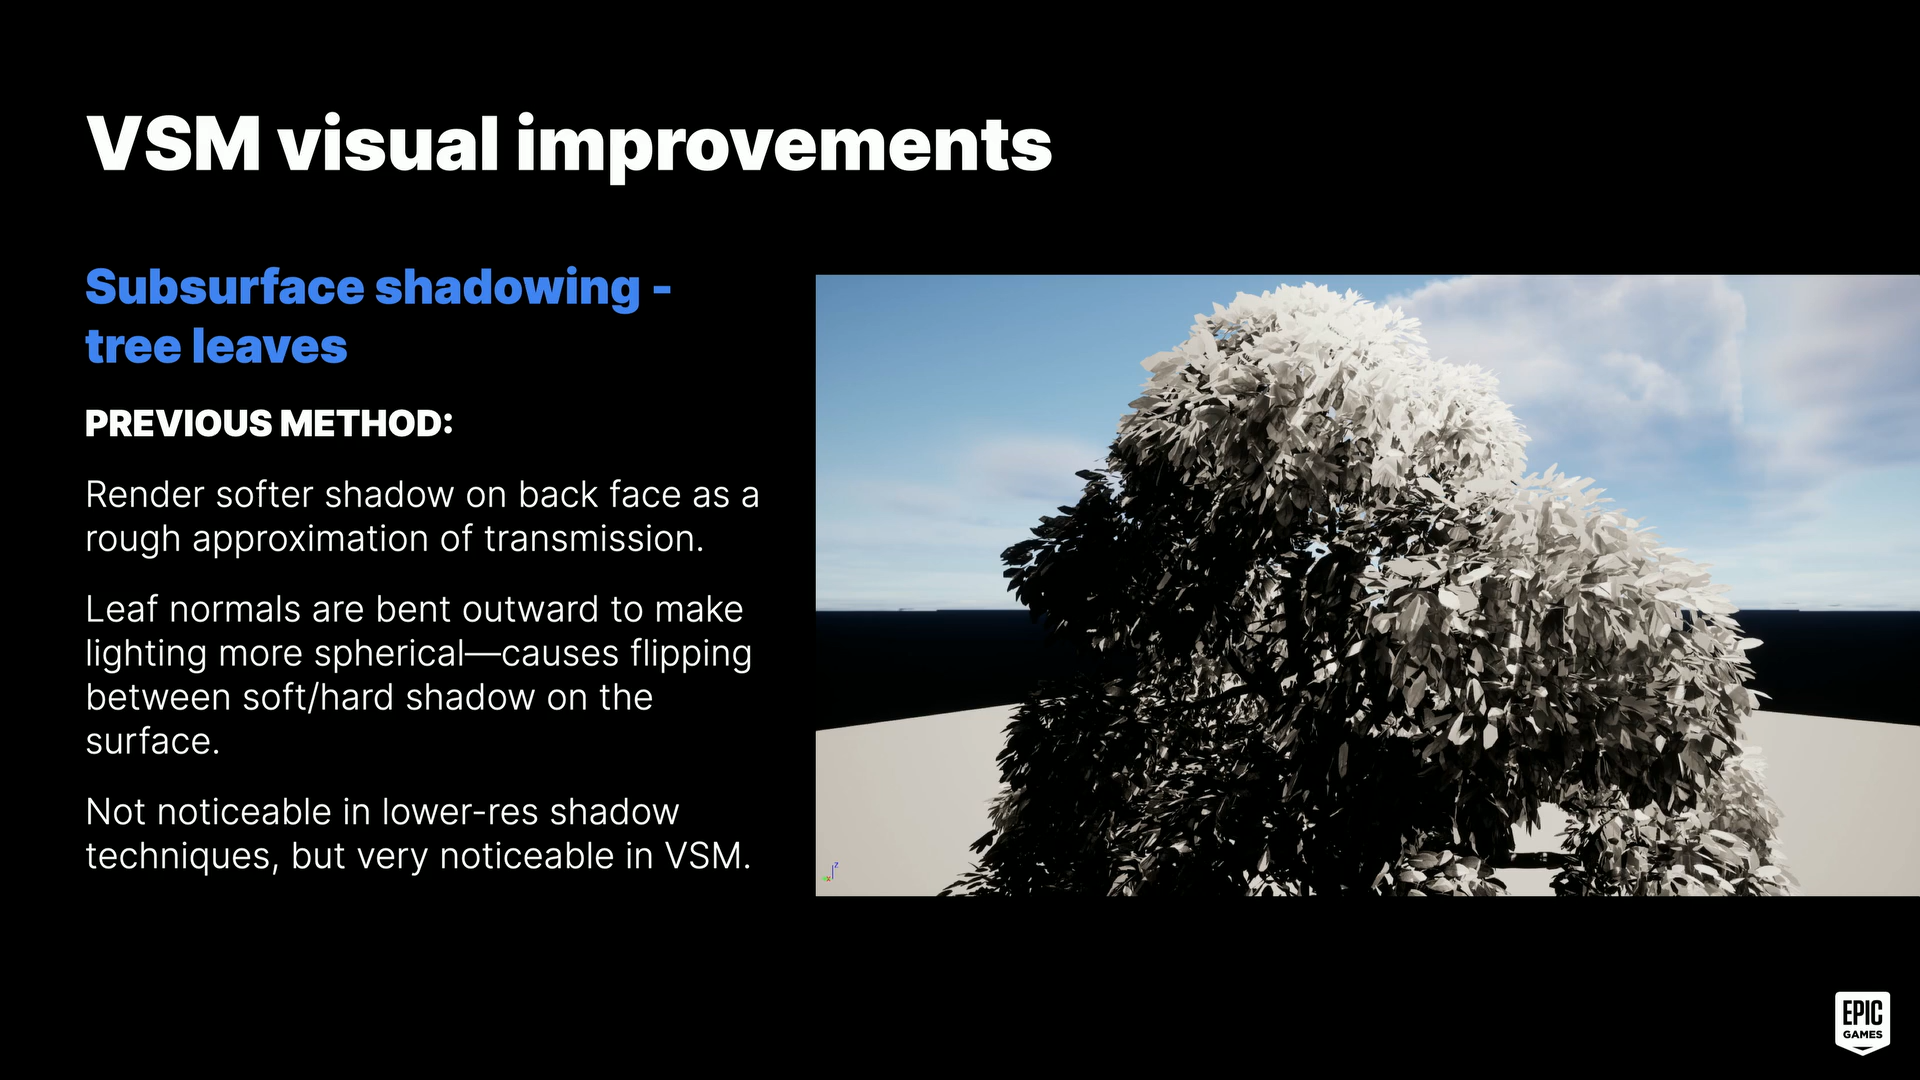 VSM visual improvements
Subsurface shadowing -
tree leaves
PREVIOUS METHOD:
Render softer shadow on back face as a
rough approximation of transmission.
Leaf normals are bent outward to make
lighting more spherical—causes flipping
between soft/hard shadow on the
surface.
Not noticeable in lower-res shadow
techniques, but very noticeable in VSM.
Z
X
EPIC
GAMES